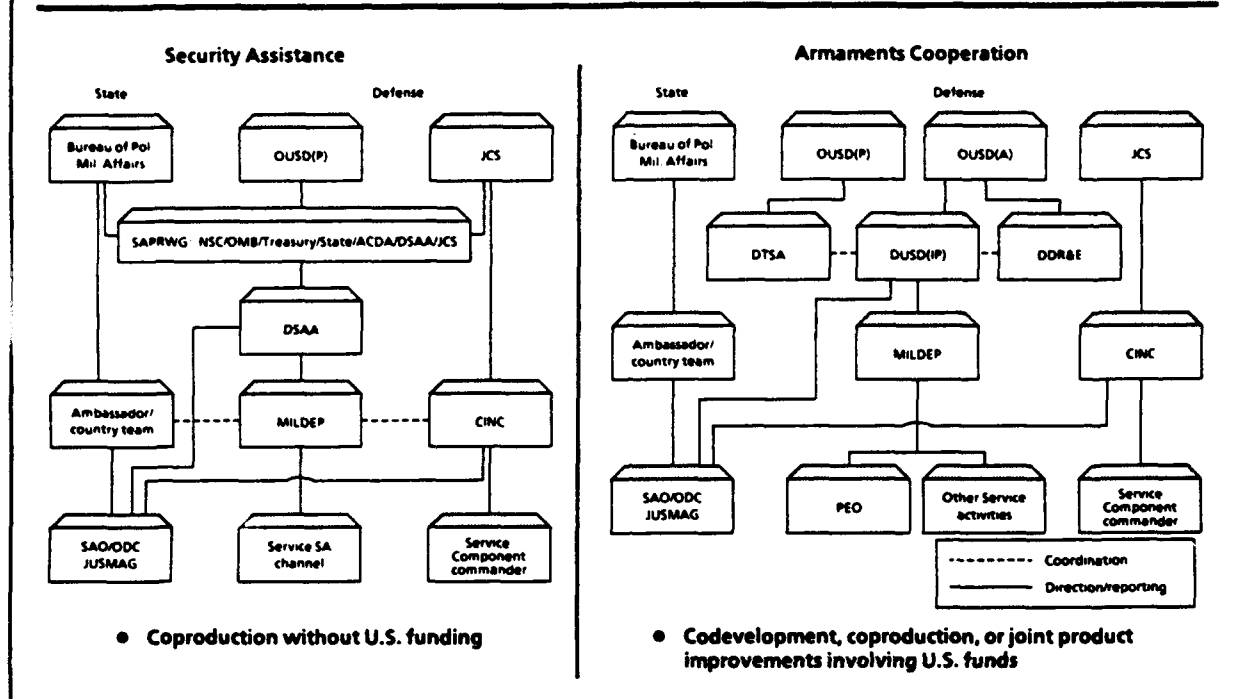 Security Assistance
State
Defense
Bureau of Pol
Mil. Affairs
OUSD(P)
JCS
SAPRWG: NSC/OMB/Treasury/State/ACDA/DSAA/JCS
DSAA
Ambassador/
country team
MILDEP
CINC
SAO/ODC
JUSMAG
Service SA
channel
Service
Component
commander
• Coproduction without U.S. funding
Armaments Cooperation
State
Defense
Bureau of Pol
Mil. Affairs
OUSD(P)
OUSD(A)
JCS
DTSA
DUSD(IP)
DDR&E
Ambassador/
country team
MILDEP
CINC
SAO/ODC
JUSMAG
PEO
Other Service
activities
Service
Component
commander
Coordination
Direction/reporting
• Codevelopment, coproduction, or joint product
improvements involving U.S. funds